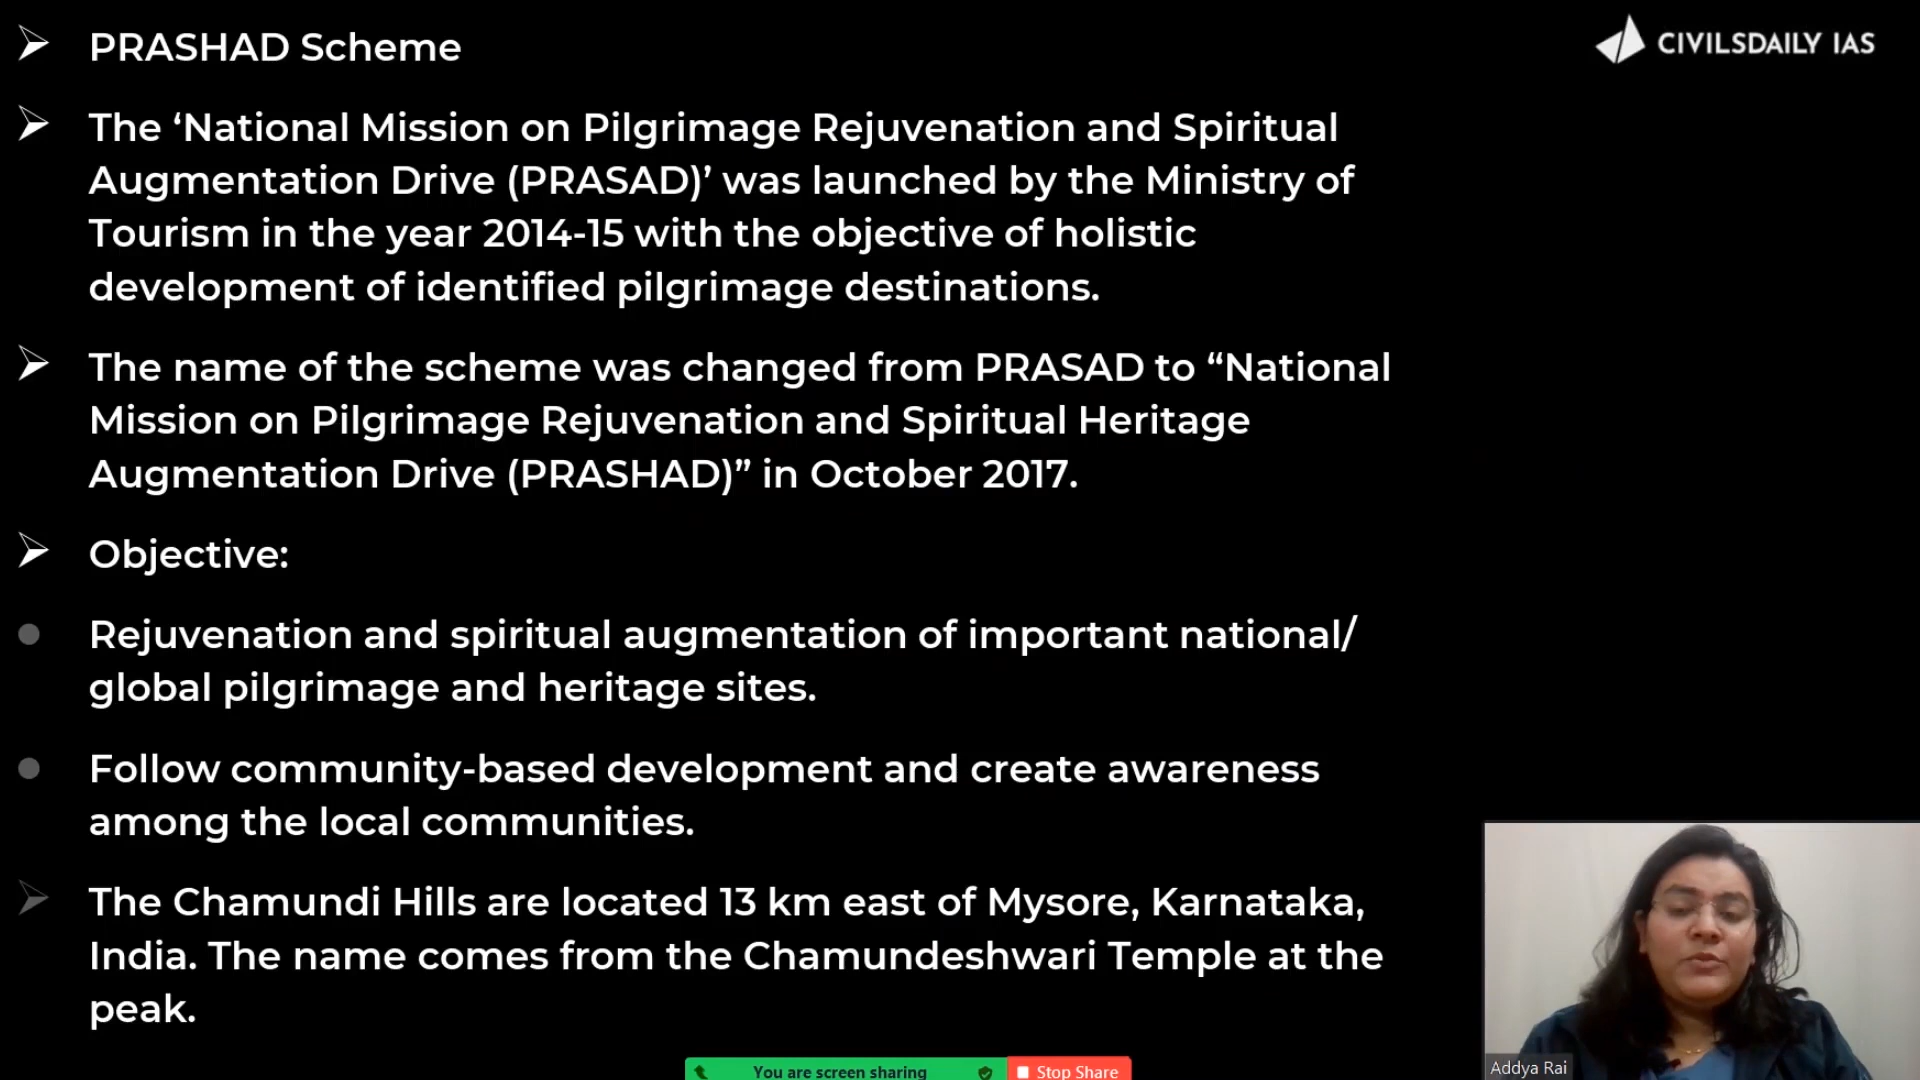 PRASHAD Scheme
CIVILSDAILY IAS
The ‘National Mission on Pilgrimage Rejuvenation and Spiritual
Augmentation Drive (PRASAD)’ was launched by the Ministry of
Tourism in the year 2014-15 with the objective of holistic
development of identified pilgrimage destinations.
The name of the scheme was changed from PRASAD to “National
Mission on Pilgrimage Rejuvenation and Spiritual Heritage
Augmentation Drive (PRASHAD)” in October 2017.
Objective:
Rejuvenation and spiritual augmentation of important national/
global pilgrimage and heritage sites.
Follow community-based development and create awareness
among the local communities.
The Chamundi Hills are located 13 km east of Mysore, Karnataka,
India. The name comes from the Chamundeshwari Temple at the
peak.
Addya Rai
You are screen sharing
Stop Share